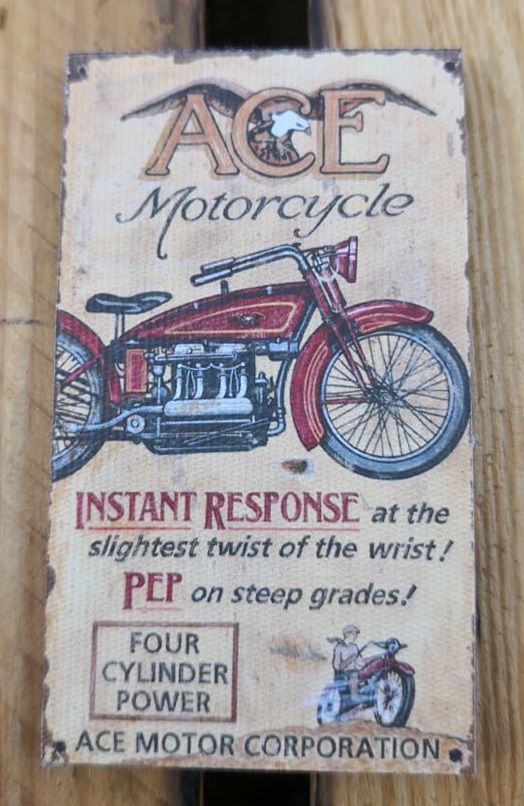 ACE
Motorcycle
INSTANT RESPONSE at the
slightest twist of the wrist!
PEP on steep grades!
FOUR
CYLINDER
POWER
ACE MOTOR CORPORATION